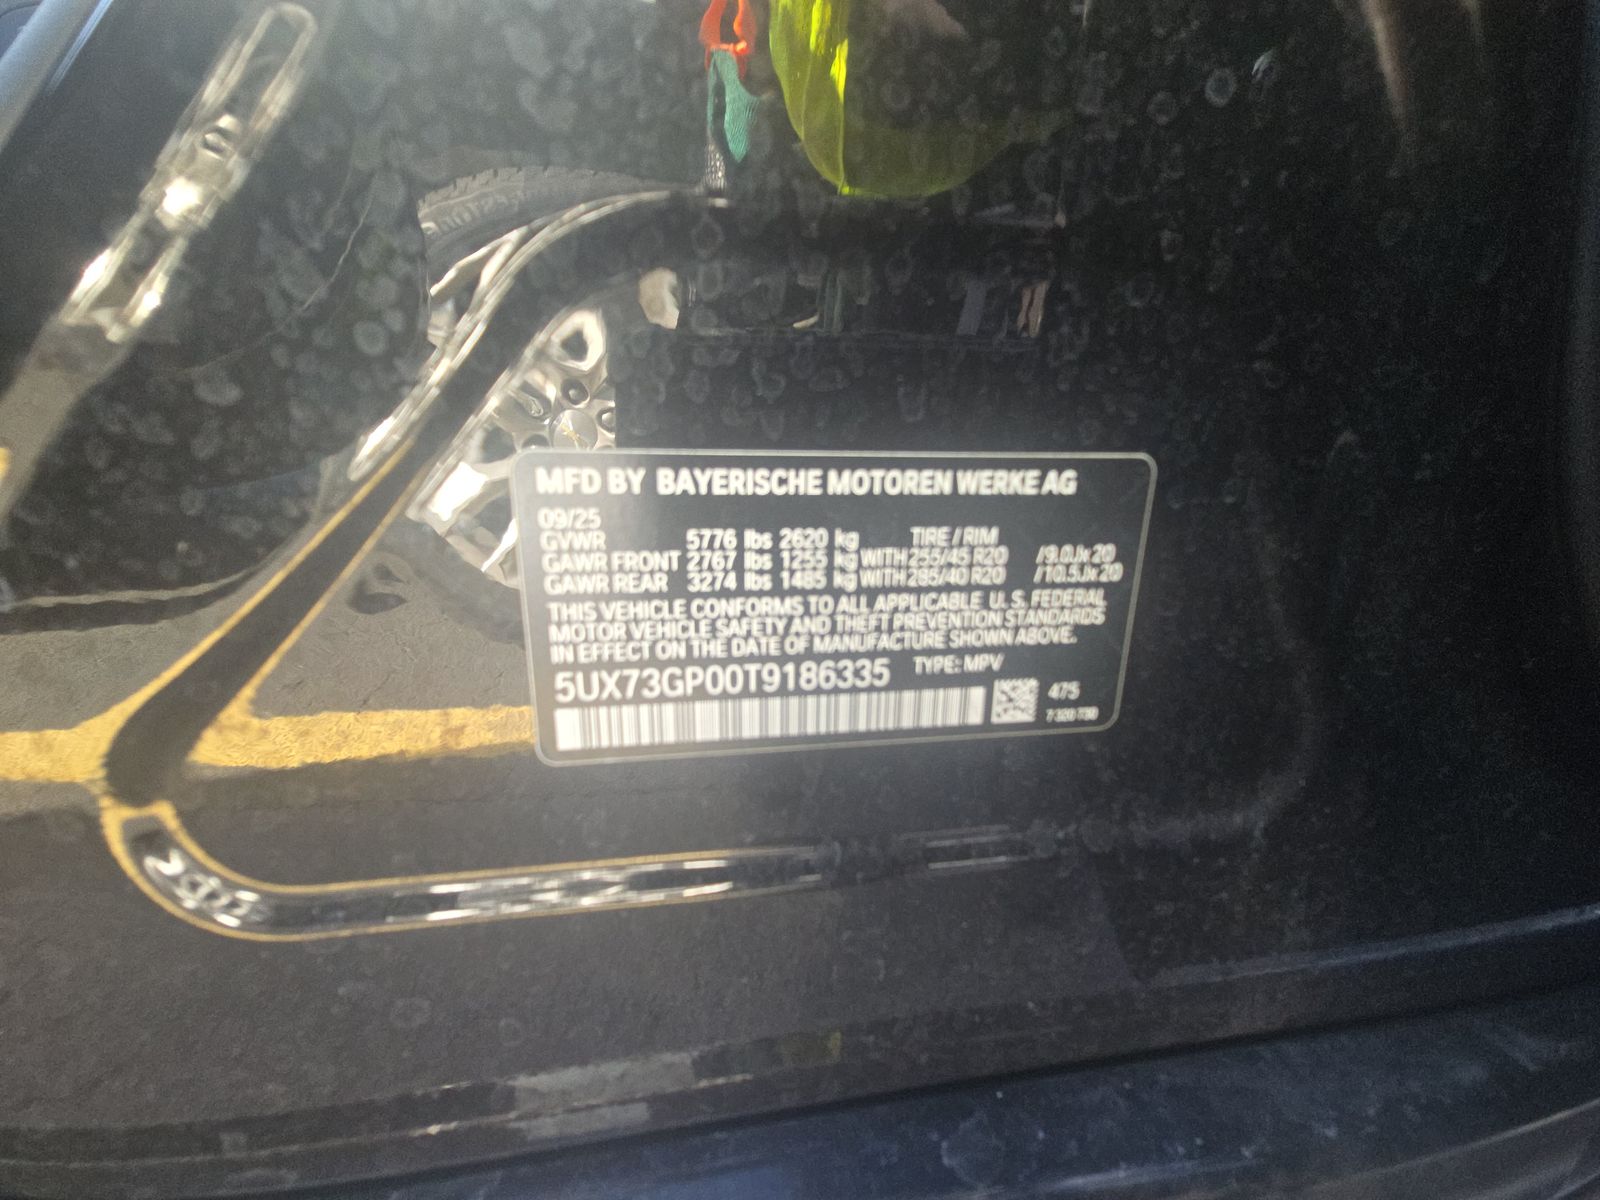 MFD BY BAYERISCHE MOTOREN WERKE AG
09/25
GVWR 5776 lbs 2620 kg TIRE / RIM
GAWR FRONT 2767 lbs 1255 kg WITH 255/45 R20 /9.0Jx20
GAWR REAR 3274 lbs 1485 kg WITH 285/40 R20 /10.5Jx20
THIS VEHICLE CONFORMS TO ALL APPLICABLE U.S. FEDERAL
MOTOR VEHICLE SAFETY AND THEFT PREVENTION STANDARDS
IN EFFECT ON THE DATE OF MANUFACTURE SHOWN ABOVE.
5UX73GP00T9186335 TYPE: MPV
475